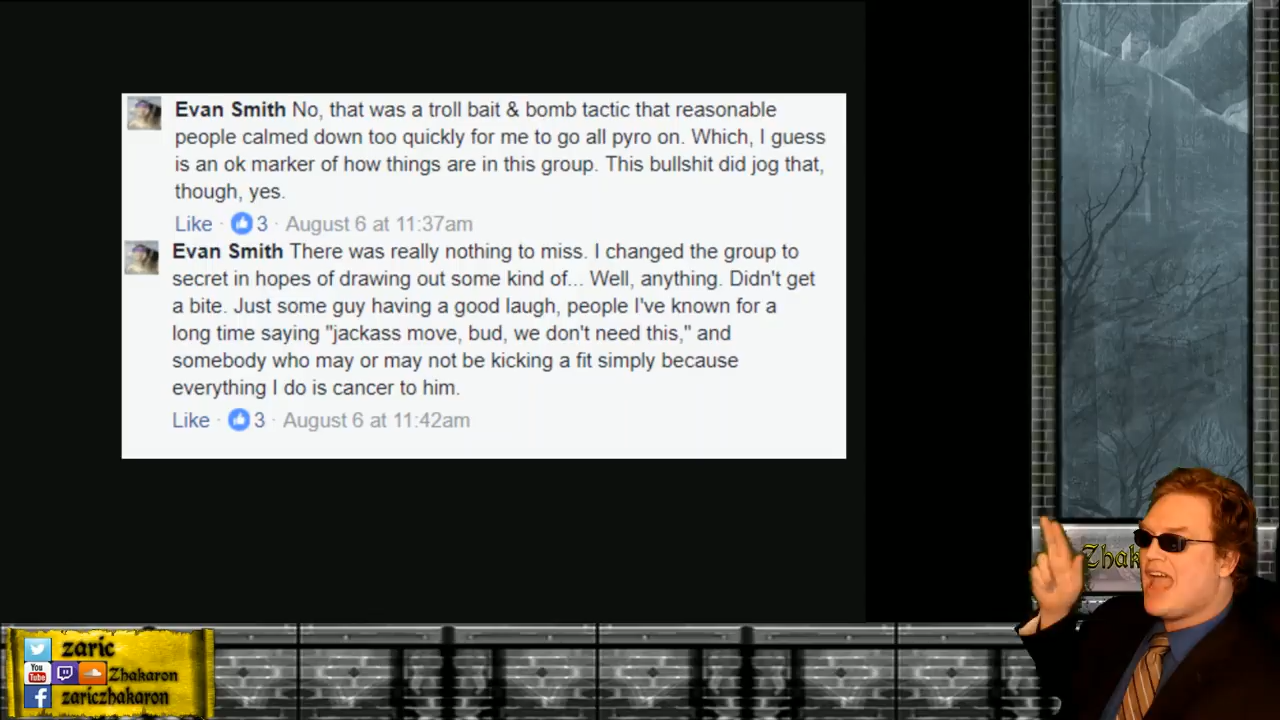 Evan Smith No, that was a troll bait & bomb tactic that reasonable
people calmed down too quickly for me to go all pyro on. Which, I guess
is an ok marker of how things are in this group. This bullshit did jog that,
though, yes.
Like · 3 · August 6 at 11:37am
Evan Smith There was really nothing to miss. I changed the group to
secret in hopes of drawing out some kind of... Well, anything. Didn't get
a bite. Just some guy having a good laugh, people I've known for a
long time saying "jackass move, bud, we don't need this," and
somebody who may or may not be kicking a fit simply because
everything I do is cancer to him.
Like · 3 · August 6 at 11:42am
Zhak
zaric
You Tube Zhakaron
zariczhakaron